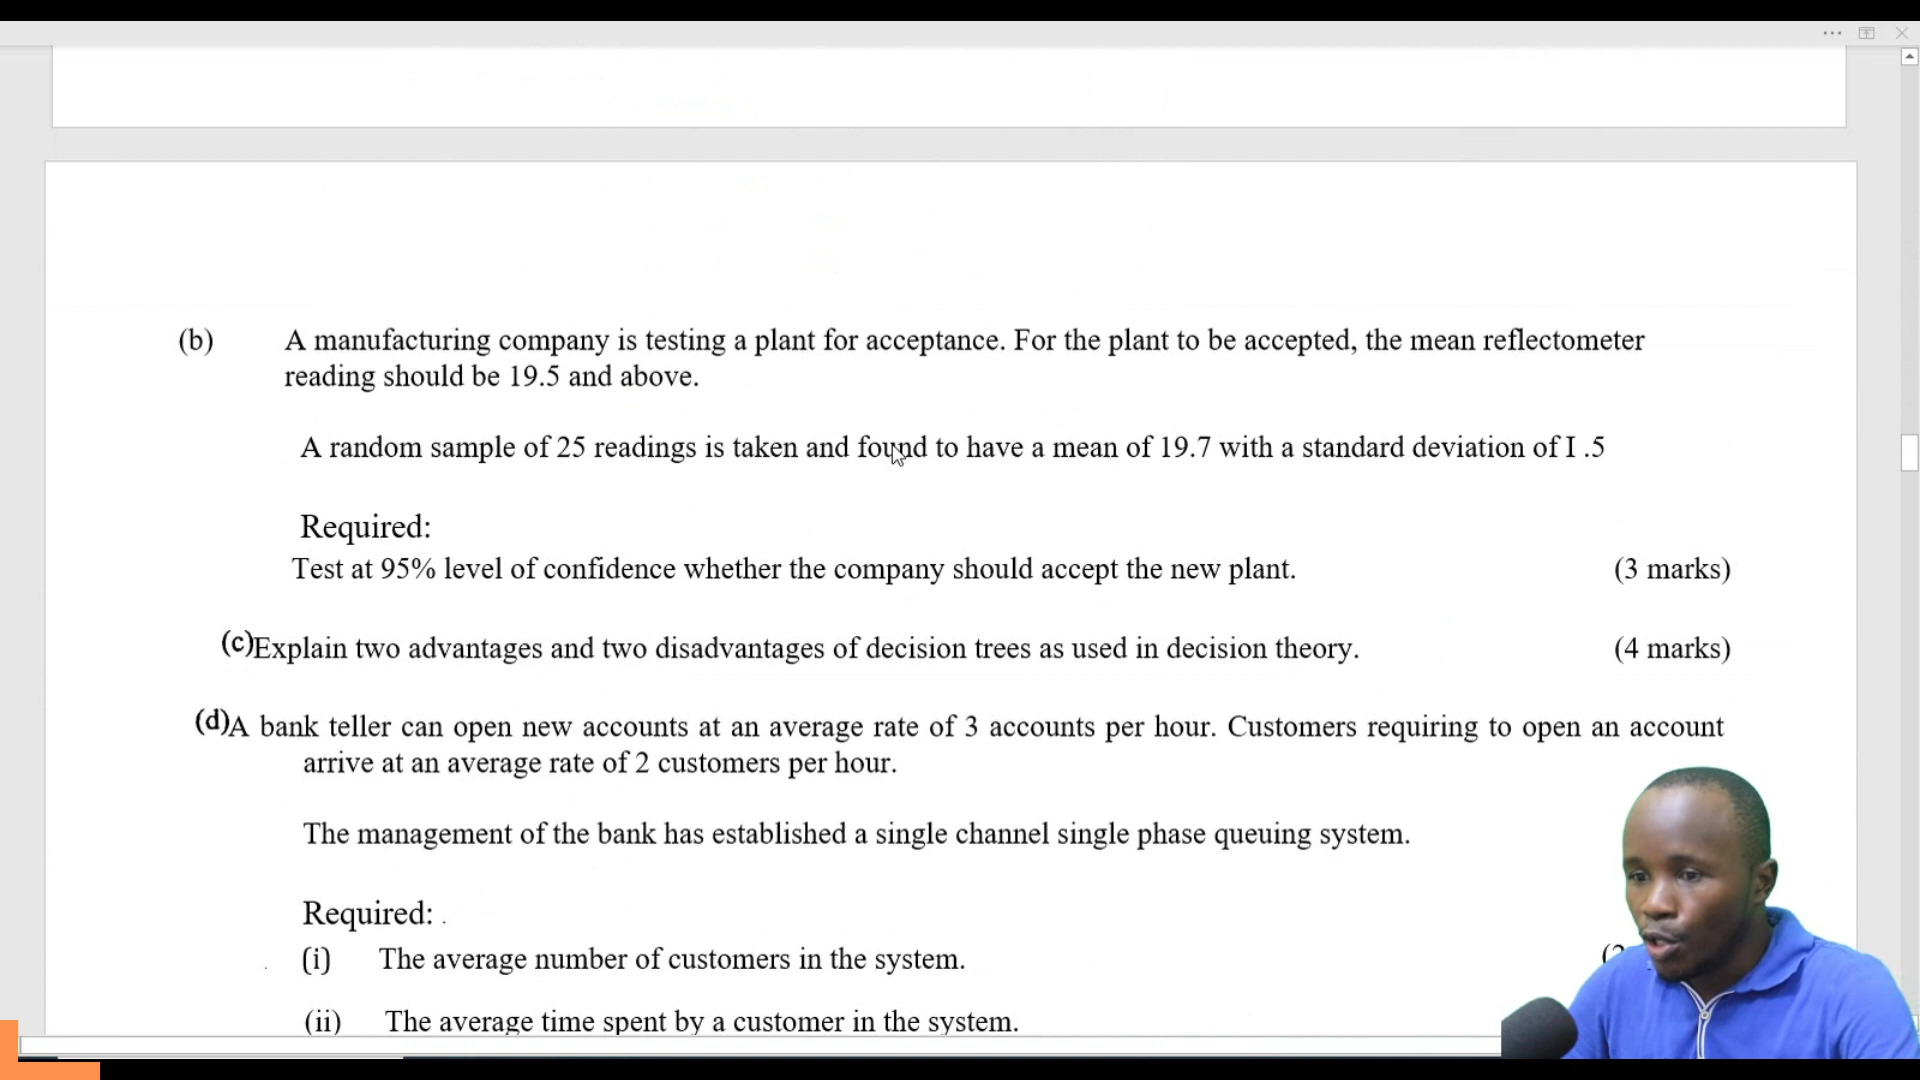 (b) A manufacturing company is testing a plant for acceptance. For the plant to be accepted, the mean reflectometer
reading should be 19.5 and above.
A random sample of 25 readings is taken and found to have a mean of 19.7 with a standard deviation of I .5
Required:
Test at 95% level of confidence whether the company should accept the new plant. (3 marks)
(c)Explain two advantages and two disadvantages of decision trees as used in decision theory. (4 marks)
(d)A bank teller can open new accounts at an average rate of 3 accounts per hour. Customers requiring to open an account
arrive at an average rate of 2 customers per hour.
The management of the bank has established a single channel single phase queuing system.
Required: .
(i) The average number of customers in the system.
(ii) The average time spent by a customer in the system.